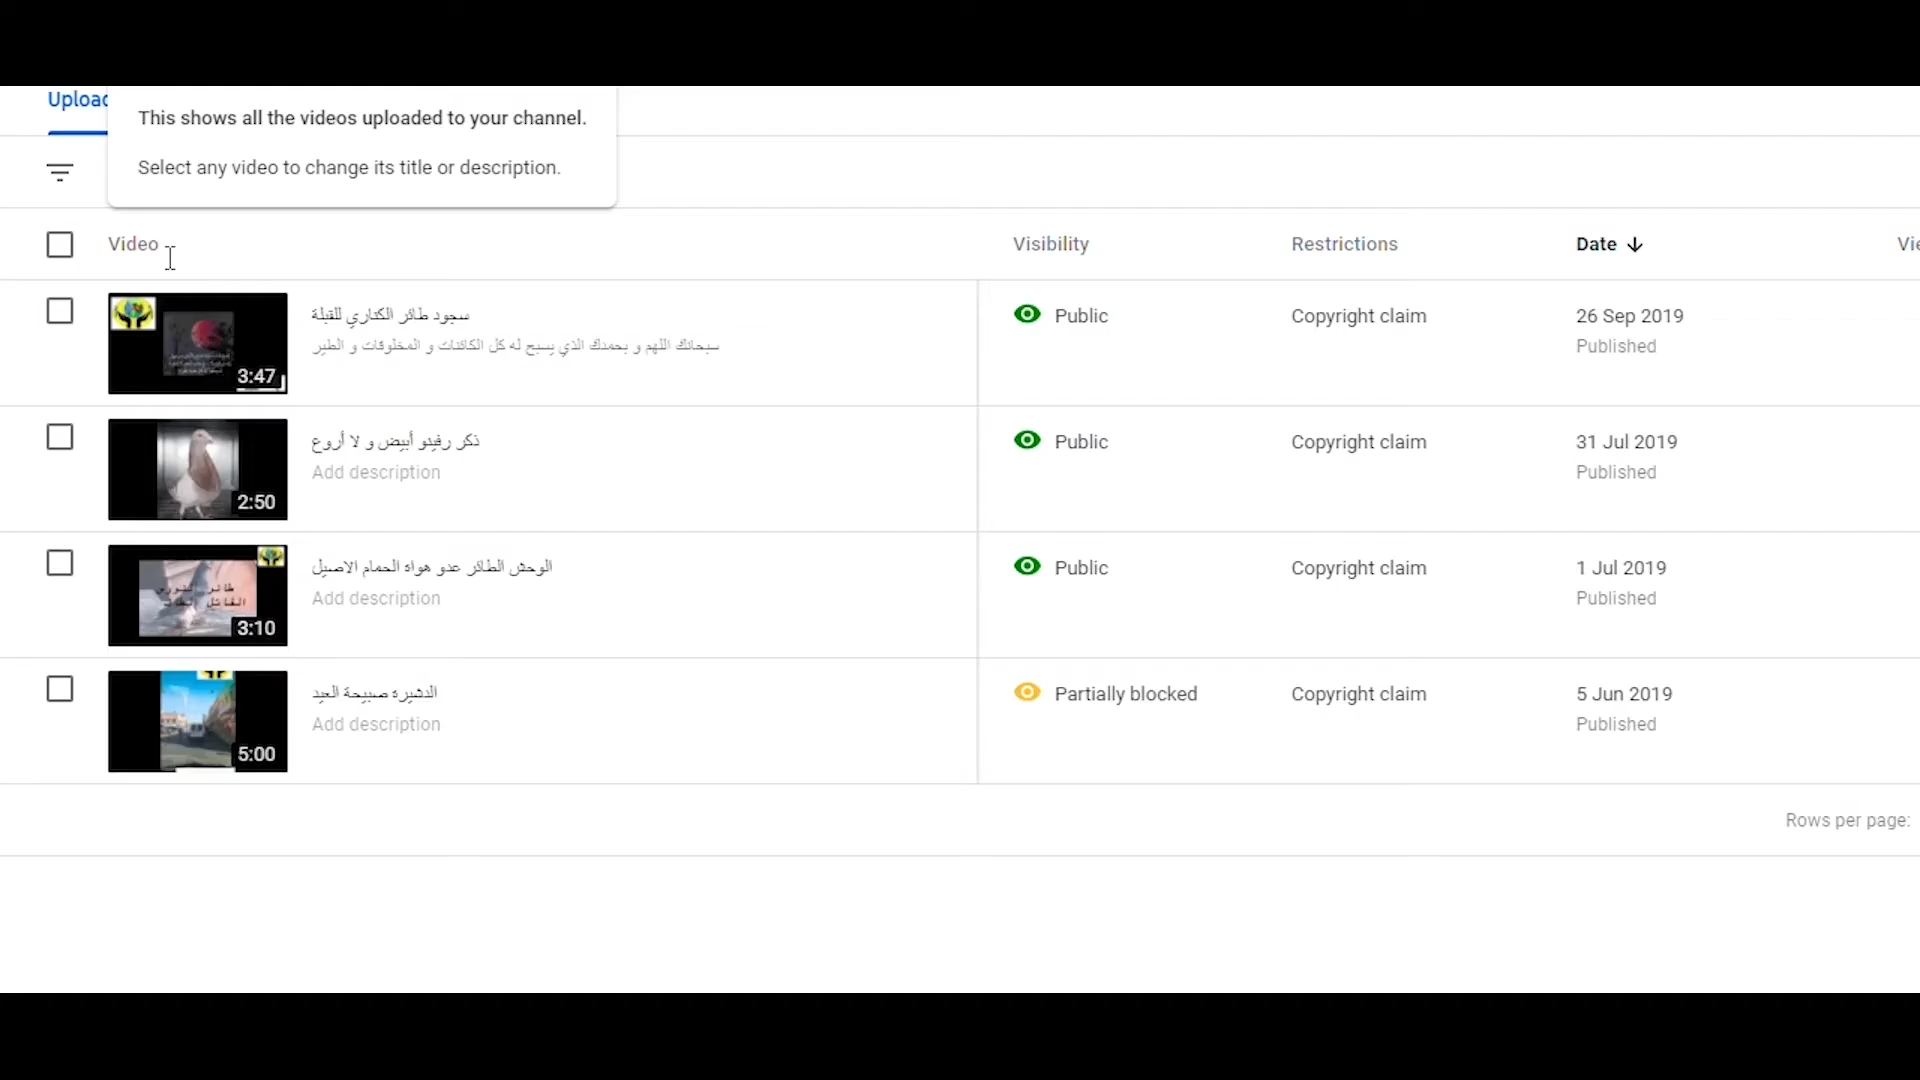 Upload
This shows all the videos uploaded to your channel.
Select any video to change its title or description.
Video
Visibility
Restrictions
Date
3:47
سجود طائر الكناري للقبلة
سبحانك اللهم و بحمدك الذي يسبح له كل الكائنات و المخلوقات و الطير
Public
Copyright claim
26 Sep 2019
Published
2:50
ذكر رفينو أبيض و لا أروع
Add description
Public
Copyright claim
31 Jul 2019
Published
3:10
الوحش الطائر عدو هواة الحمام الاصيل
Add description
Public
Copyright claim
1 Jul 2019
Published
5:00
الدشيره صبيحة العيد
Add description
Partially blocked
Copyright claim
5 Jun 2019
Published
Rows per page: